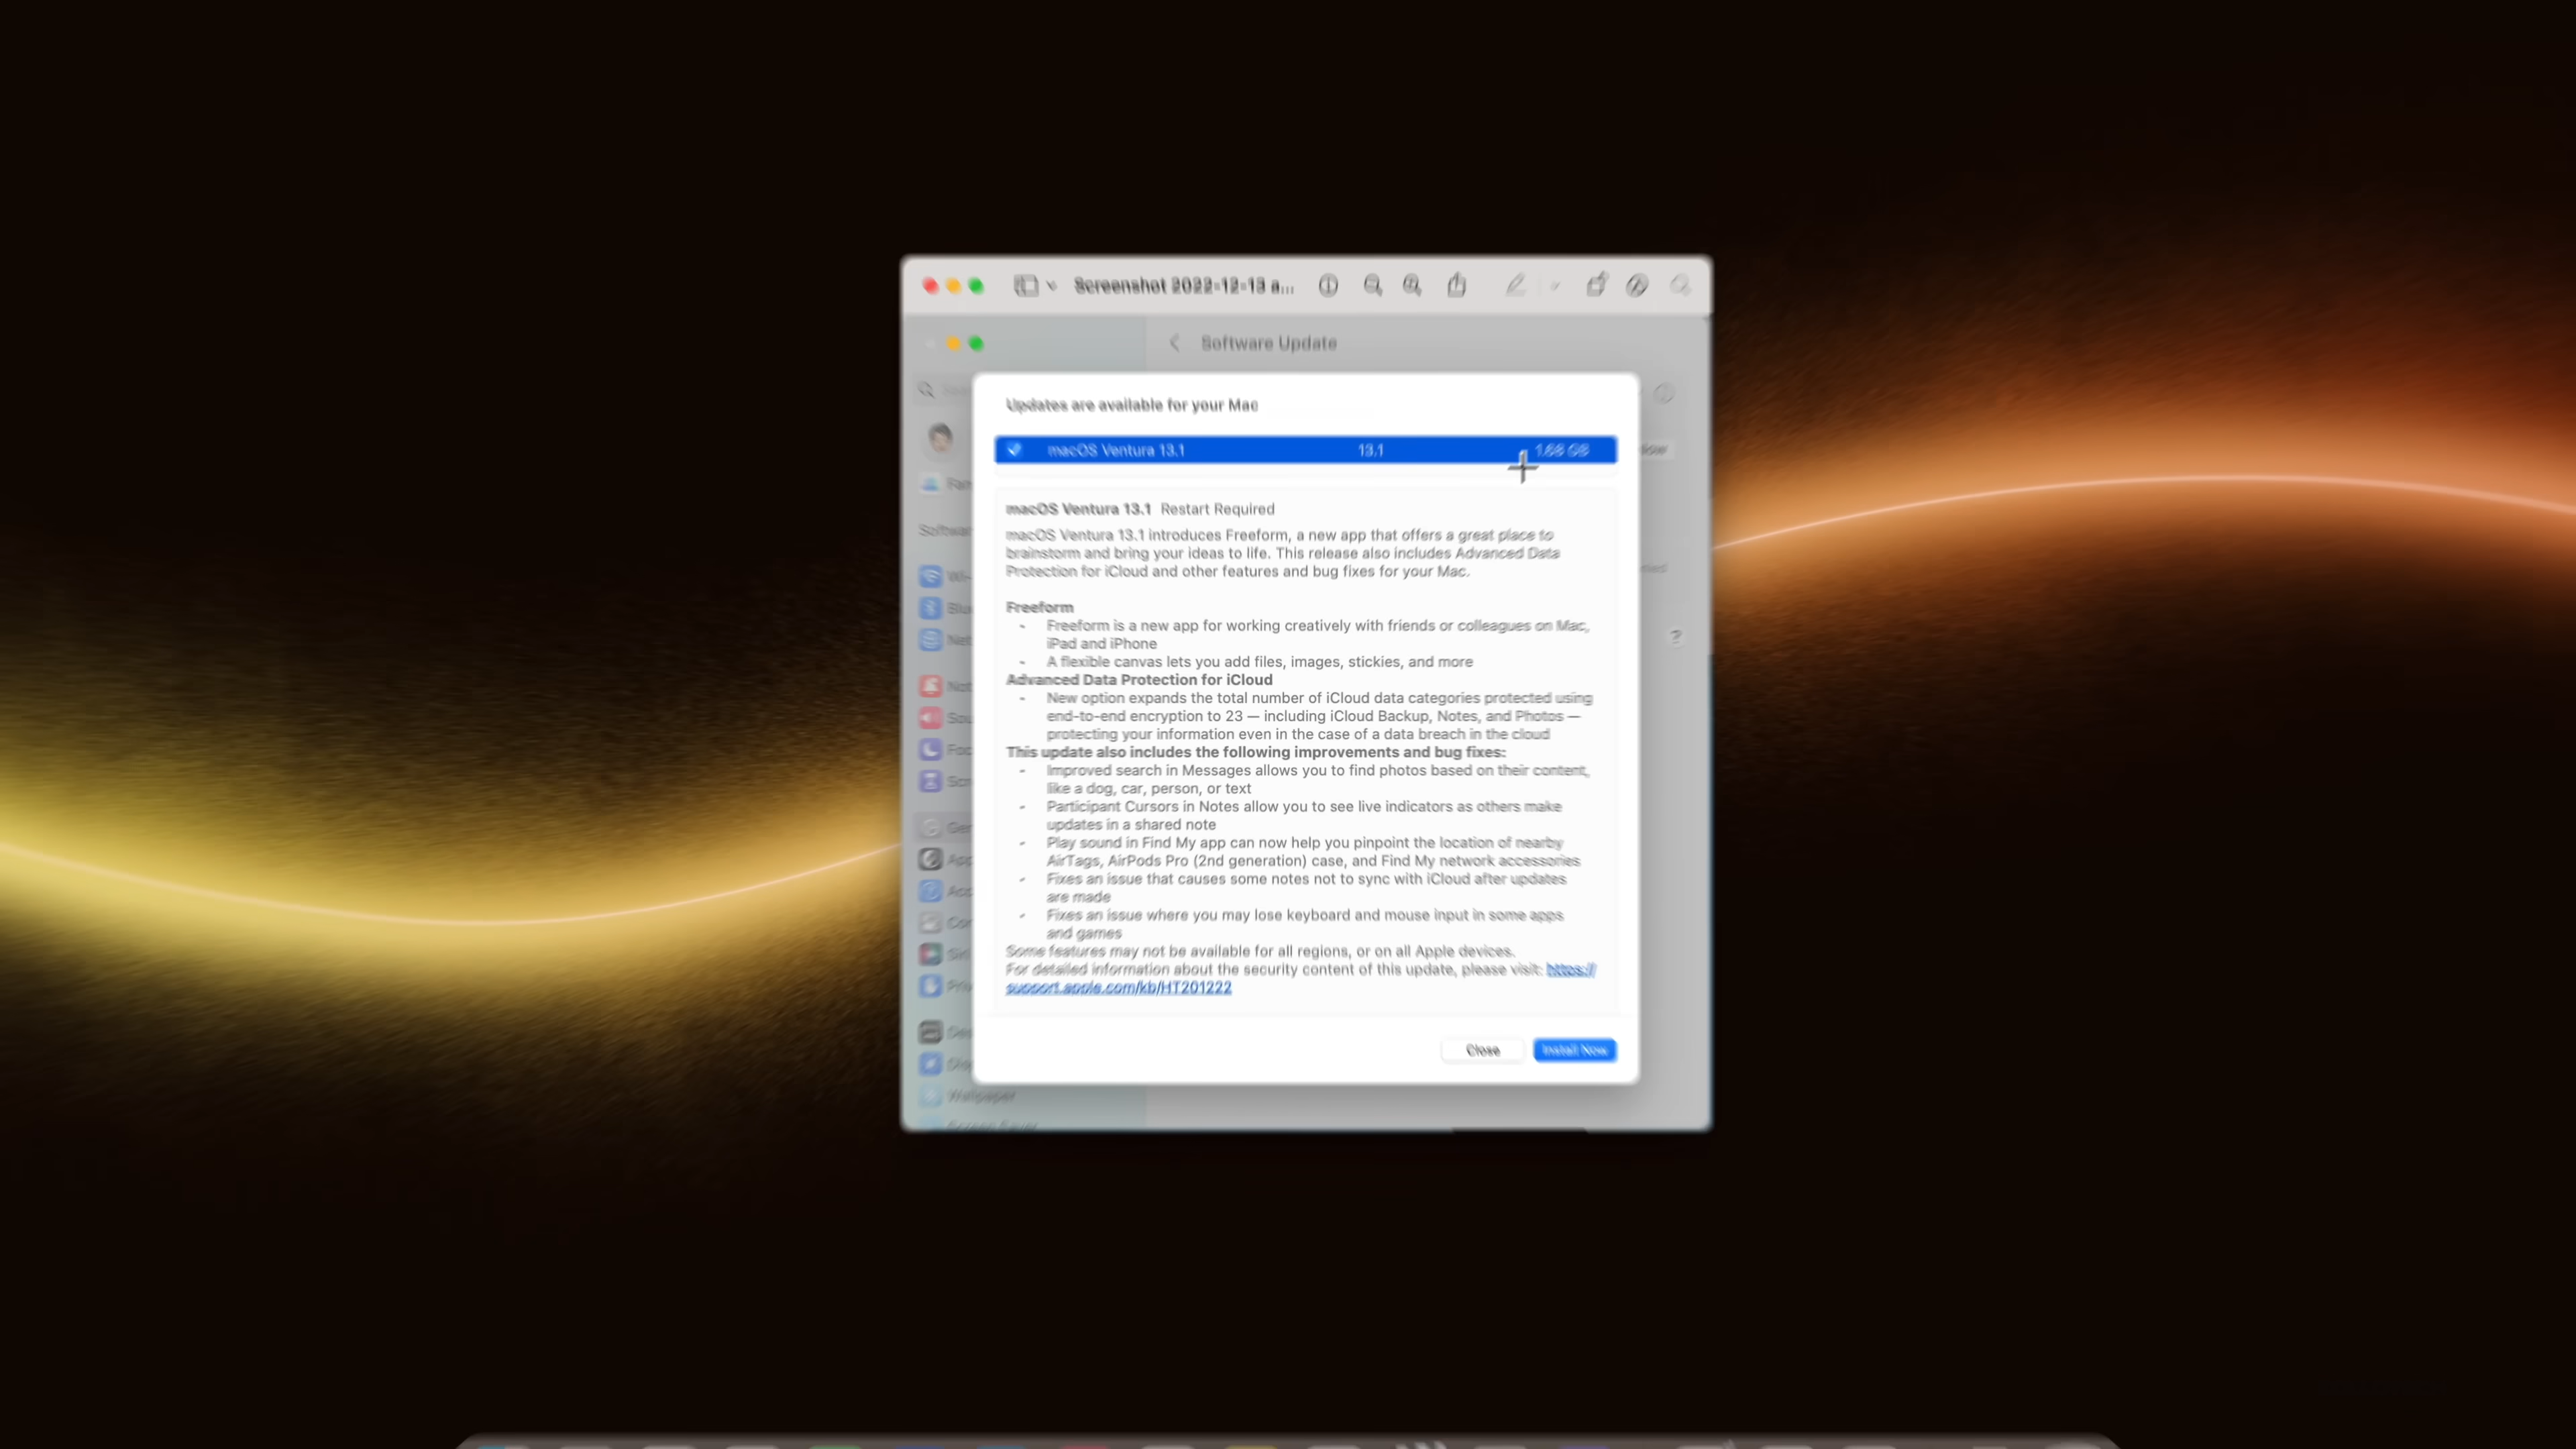 Screenshot 2022-12-13 a...
Software Update
Updates are available for your Mac
macOS Ventura 13.1 13.1 1.68 GB
macOS Ventura 13.1 Restart Required
macOS Ventura 13.1 introduces Freeform, a new app that offers a great place to
brainstorm and bring your ideas to life. This release also includes Advanced Data
Protection for iCloud and other features and bug fixes for your Mac.
Freeform
- Freeform is a new app for working creatively with friends or colleagues on Mac,
iPad and iPhone
- A flexible canvas lets you add files, images, stickies, and more
Advanced Data Protection for iCloud
- New option expands the total number of iCloud data categories protected using
end-to-end encryption to 23 — including iCloud Backup, Notes, and Photos —
protecting your information even in the case of a data breach in the cloud
This update also includes the following improvements and bug fixes:
- Improved search in Messages allows you to find photos based on their content,
like a dog, car, person, or text
- Participant Cursors in Notes allow you to see live indicators as others make
updates in a shared note
- Play sound in Find My app can now help you pinpoint the location of nearby
AirTags, AirPods Pro (2nd generation) case, and Find My network accessories
- Fixes an issue that causes some notes not to sync with iCloud after updates
are made
- Fixes an issue where you may lose keyboard and mouse input in some apps
and games
Some features may not be available for all regions, or on all Apple devices.
For detailed information about the security content of this update, please visit: https://
support.apple.com/kb/HT201222
Close Install Now
Wallpaper
Screen Saver